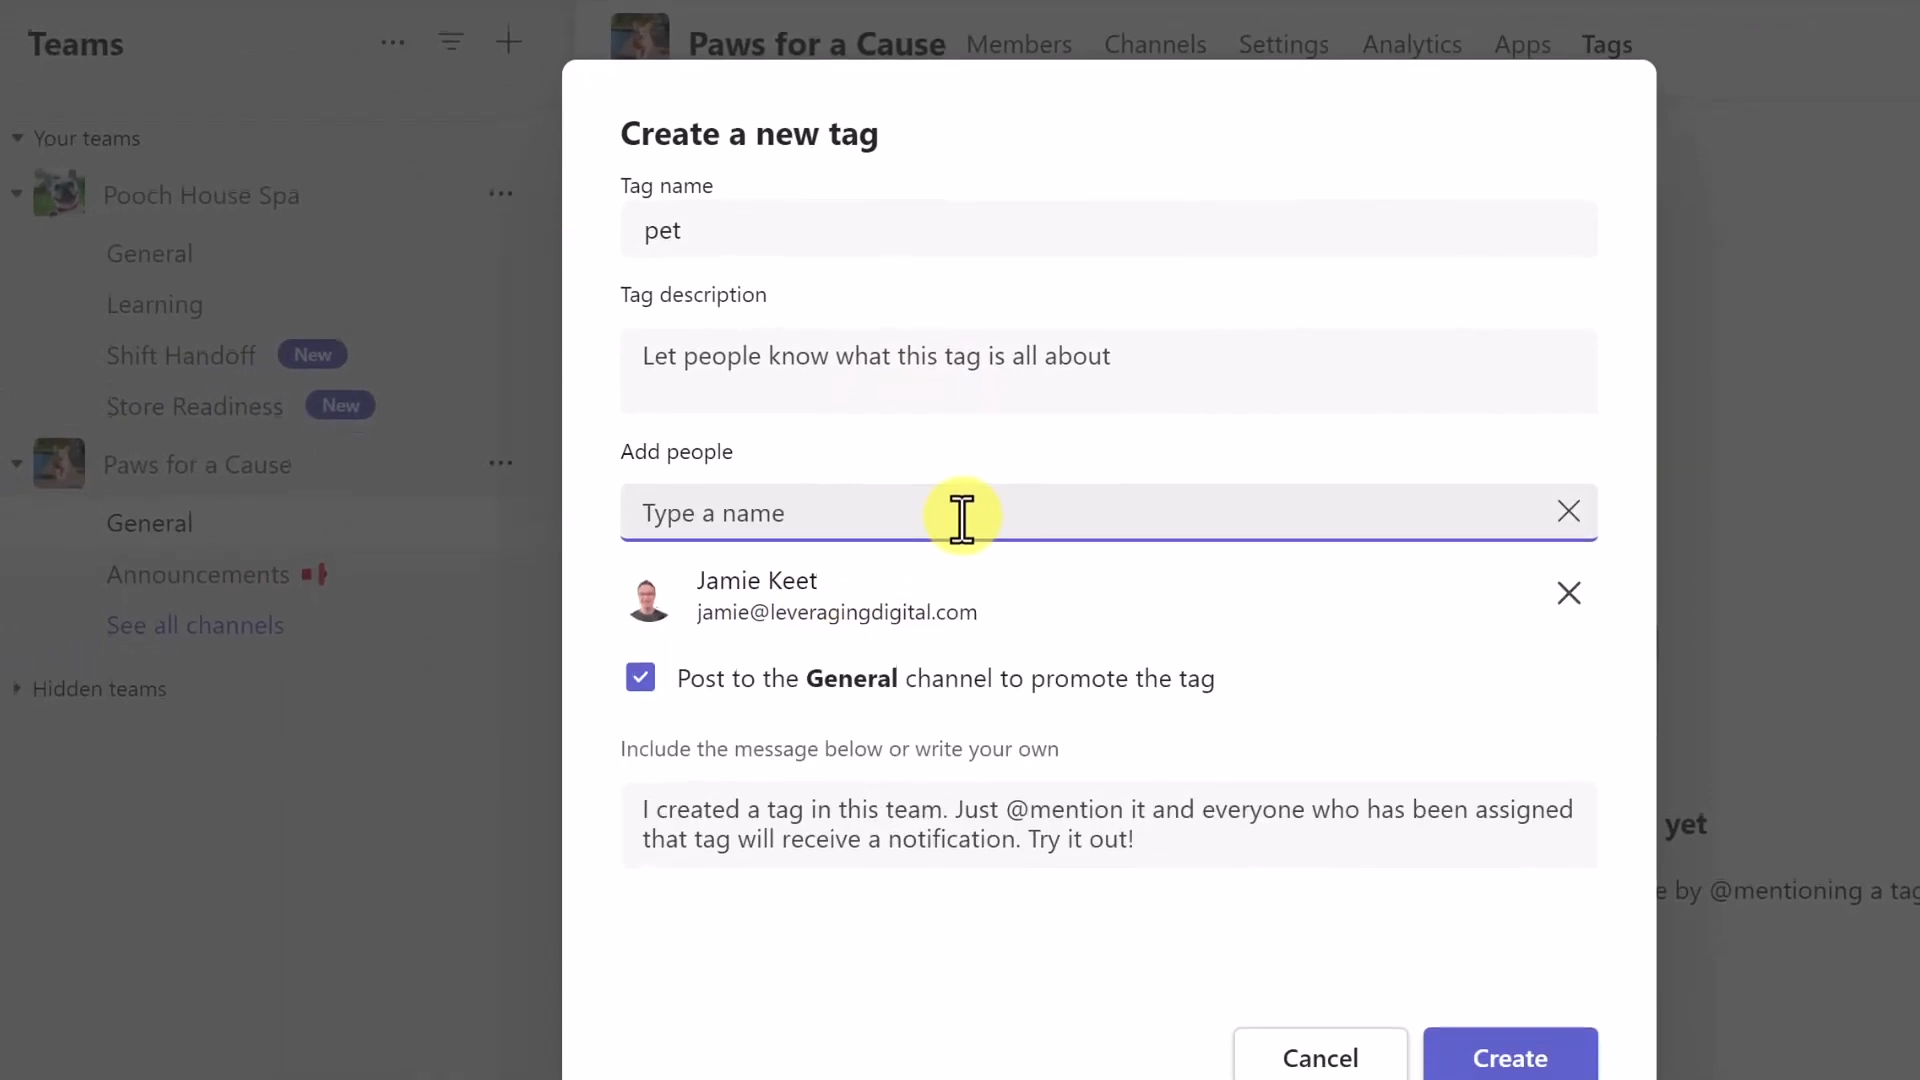 Teams
Your teams
Pooch House Spa
General
Learning
Shift Handoff New
Store Readiness New
Paws for a Cause
General
Announcements
See all channels
Hidden teams
Paws for a Cause Members Channels Settings Analytics Apps Tags
Create a new tag
Tag name
pet
Tag description
Let people know what this tag is all about
Add people
Type a name
Jamie Keet
jamie@leveragingdigital.com
Post to the General channel to promote the tag
Include the message below or write your own
I created a tag in this team. Just @mention it and everyone who has been assigned
that tag will receive a notification. Try it out!
Cancel Create
yet
e by @mentioning a tag